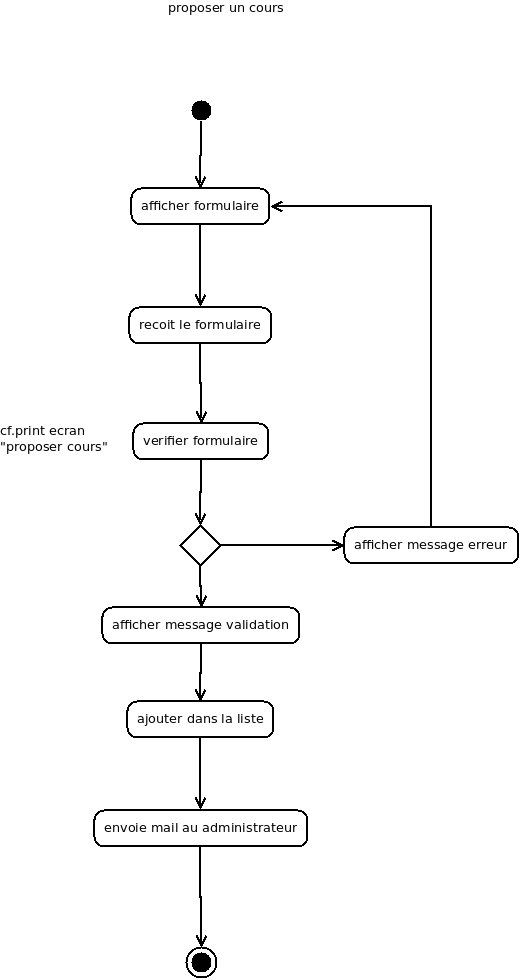 proposer un cours
afficher formulaire
recoit le formulaire
cf.print ecran
"proposer cours"
verifier formulaire
afficher message erreur
afficher message validation
ajouter dans la liste
envoie mail au administrateur